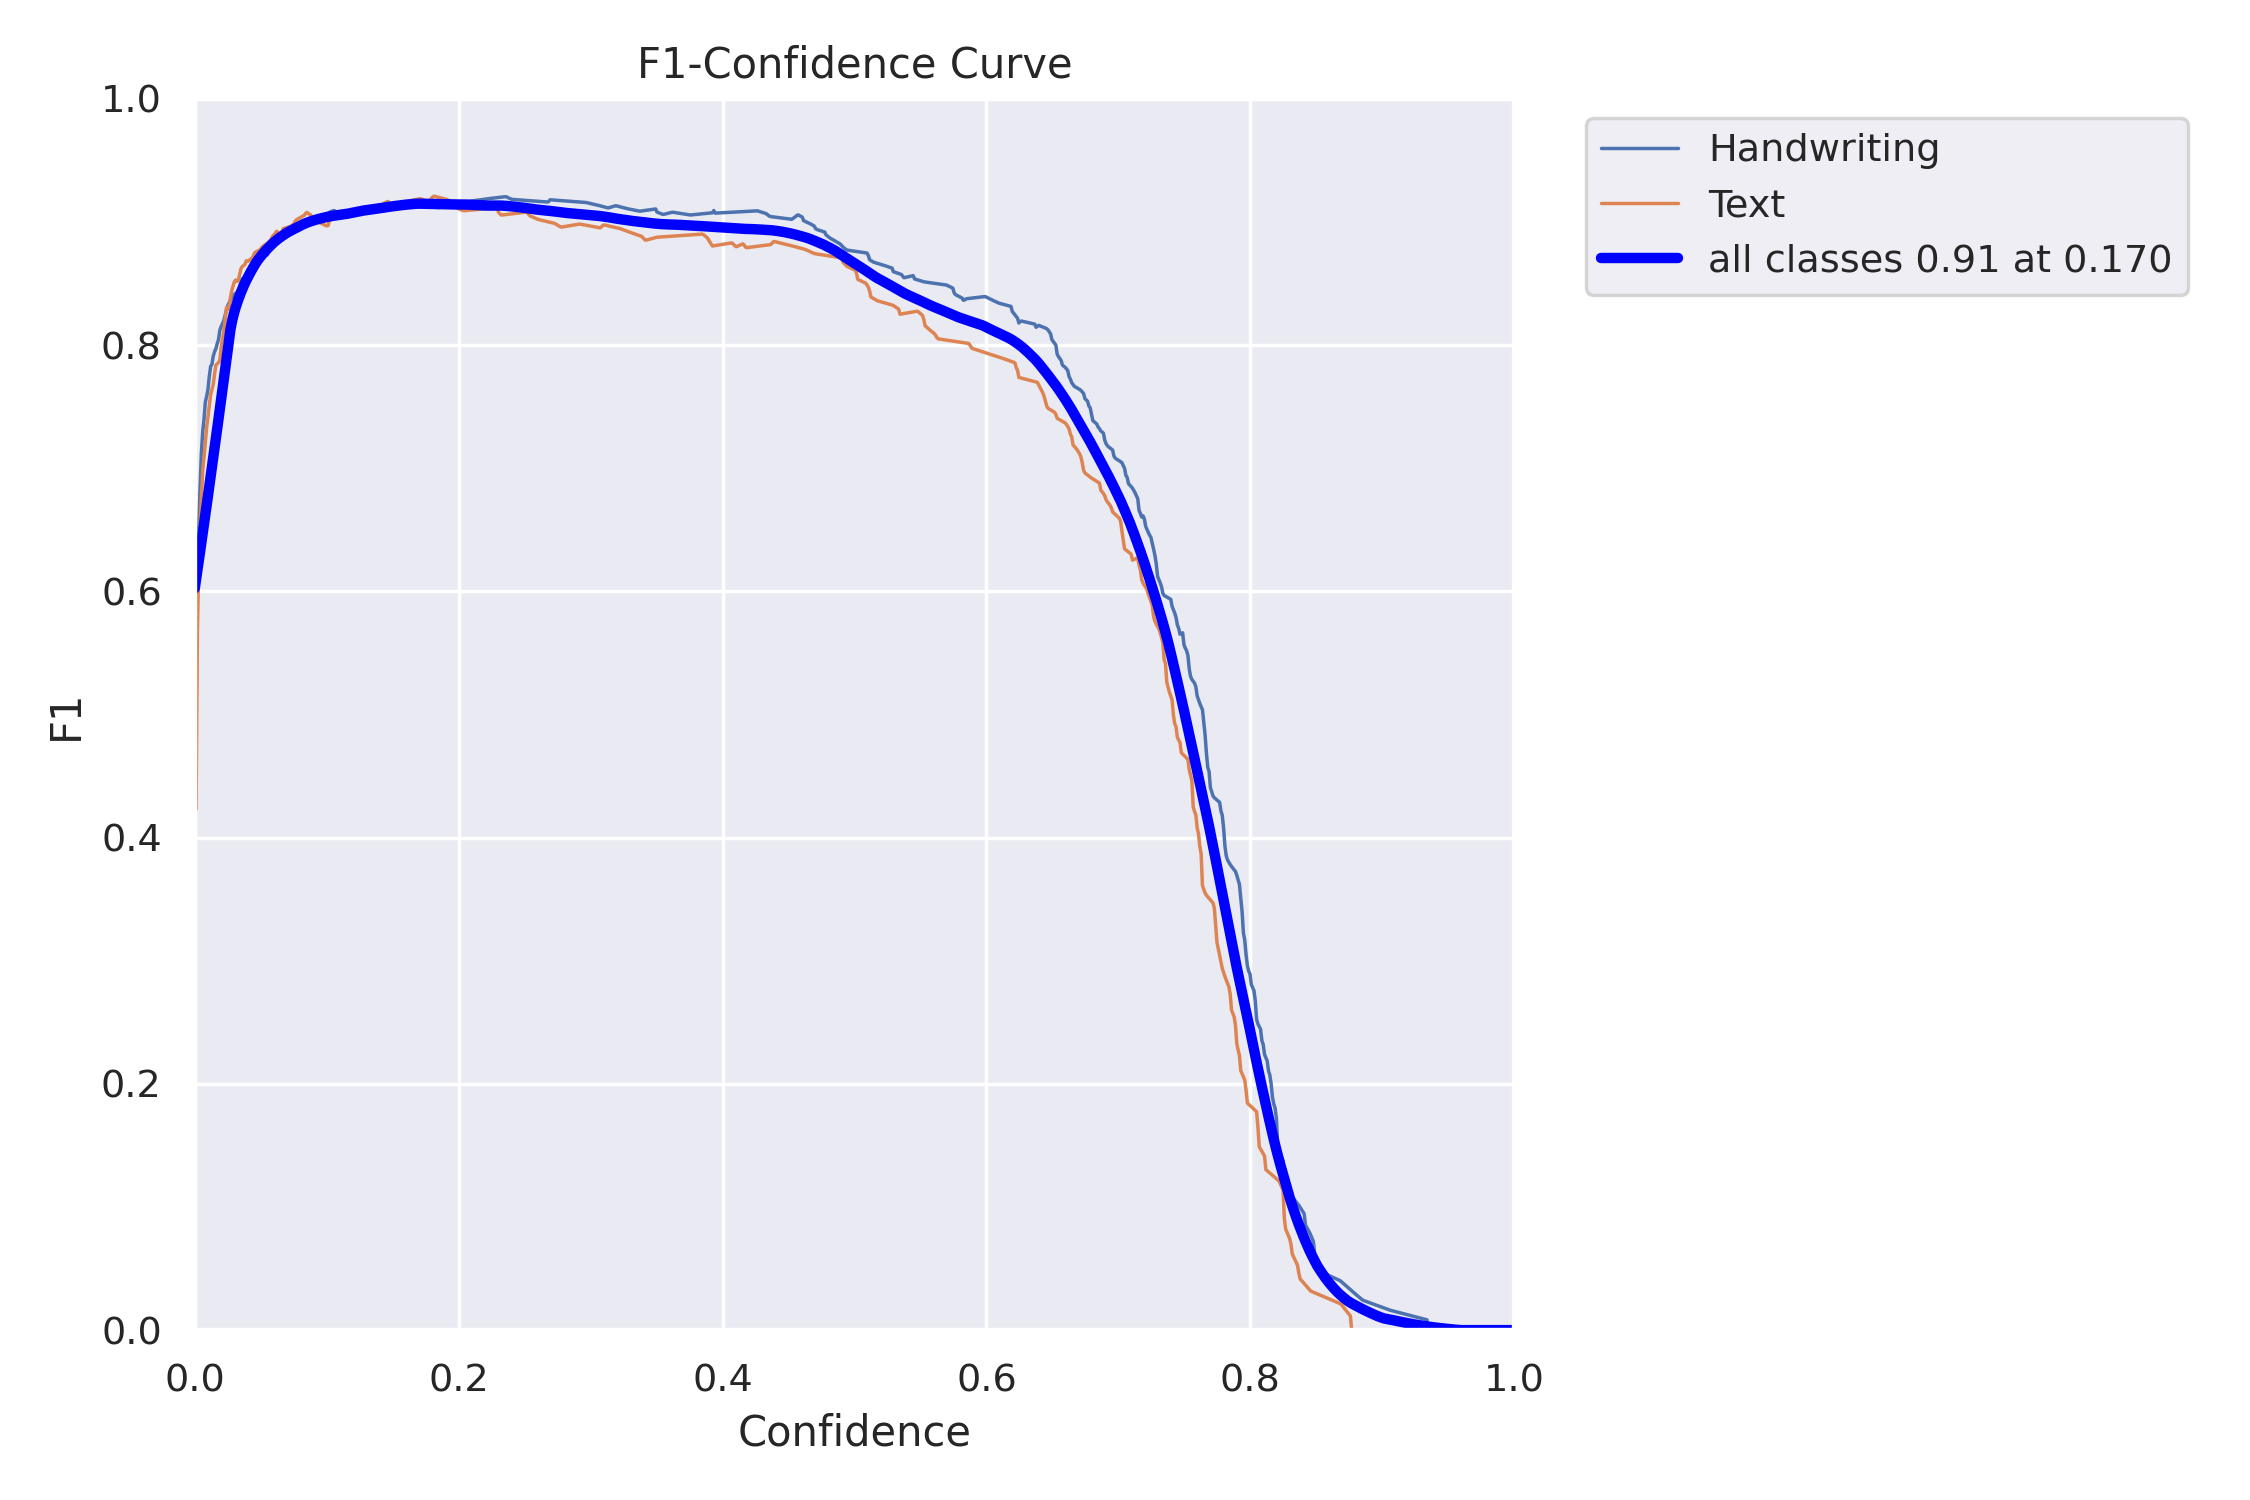 F1-Confidence Curve
1.0
0.8
0.6
0.4
0.2
0.0
F1
0.0 0.2 0.4 0.6 0.8 1.0
Confidence
Handwriting
Text
all classes 0.91 at 0.170